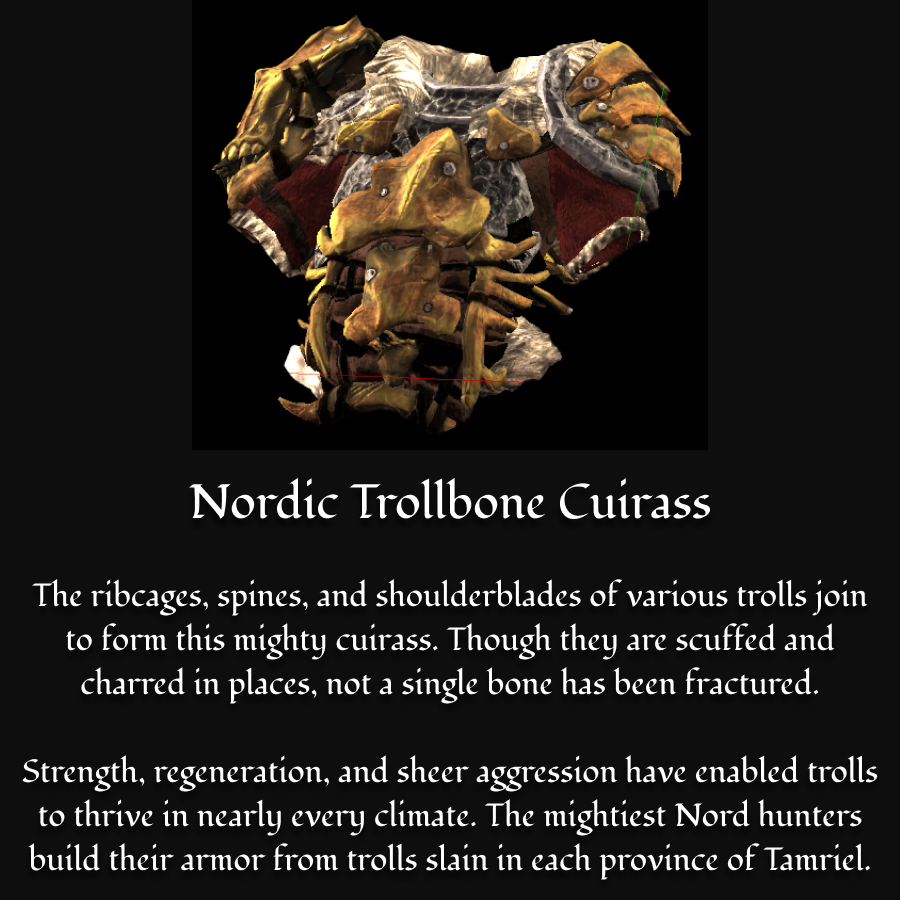 Nordic Trollbone Cuirass
The ribcages, spines, and shoulderblades of various trolls join
to form this mighty cuirass. Though they are scuffed and
charred in places, not a single bone has been fractured.
Strength, regeneration, and sheer aggression have enabled trolls
to thrive in nearly every climate. The mightiest Nord hunters
build their armor from trolls slain in each province of Tamriel.